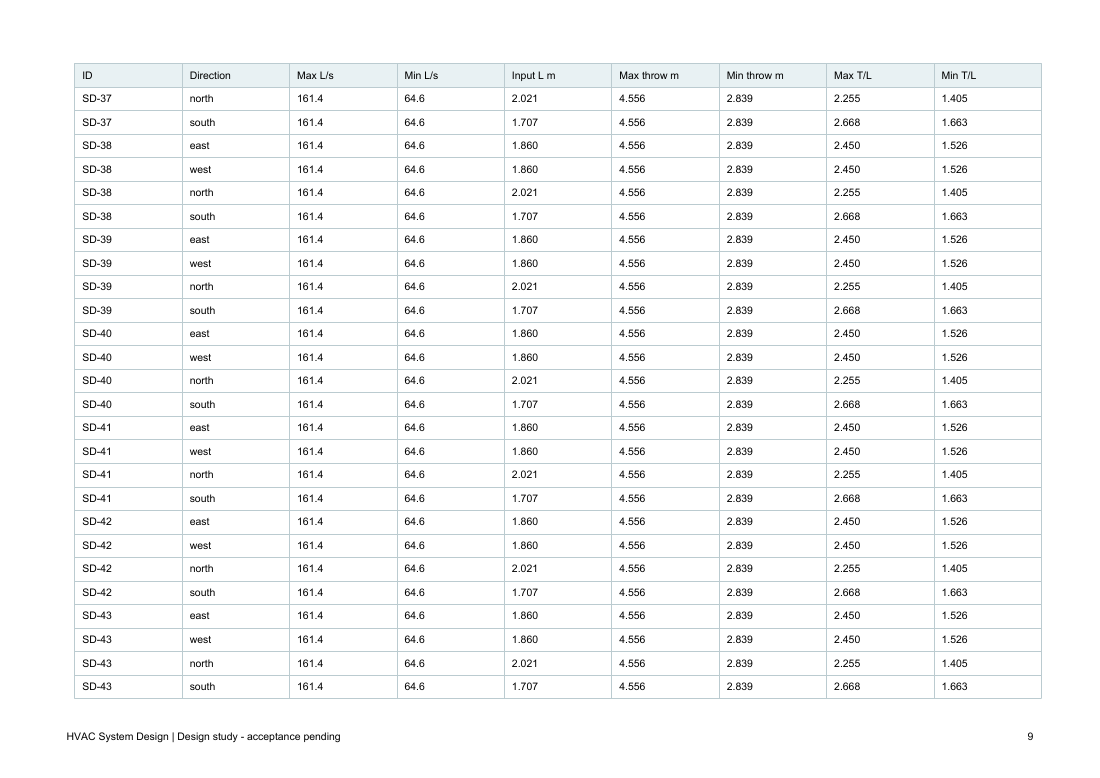 ID Direction Max L/s Min L/s Input L m Max throw m Min throw m Max T/L Min T/L
SD-37 north 161.4 64.6 2.021 4.556 2.839 2.255 1.405
SD-37 south 161.4 64.6 1.707 4.556 2.839 2.668 1.663
SD-38 east 161.4 64.6 1.860 4.556 2.839 2.450 1.526
SD-38 west 161.4 64.6 1.860 4.556 2.839 2.450 1.526
SD-38 north 161.4 64.6 2.021 4.556 2.839 2.255 1.405
SD-38 south 161.4 64.6 1.707 4.556 2.839 2.668 1.663
SD-39 east 161.4 64.6 1.860 4.556 2.839 2.450 1.526
SD-39 west 161.4 64.6 1.860 4.556 2.839 2.450 1.526
SD-39 north 161.4 64.6 2.021 4.556 2.839 2.255 1.405
SD-39 south 161.4 64.6 1.707 4.556 2.839 2.668 1.663
SD-40 east 161.4 64.6 1.860 4.556 2.839 2.450 1.526
SD-40 west 161.4 64.6 1.860 4.556 2.839 2.450 1.526
SD-40 north 161.4 64.6 2.021 4.556 2.839 2.255 1.405
SD-40 south 161.4 64.6 1.707 4.556 2.839 2.668 1.663
SD-41 east 161.4 64.6 1.860 4.556 2.839 2.450 1.526
SD-41 west 161.4 64.6 1.860 4.556 2.839 2.450 1.526
SD-41 north 161.4 64.6 2.021 4.556 2.839 2.255 1.405
SD-41 south 161.4 64.6 1.707 4.556 2.839 2.668 1.663
SD-42 east 161.4 64.6 1.860 4.556 2.839 2.450 1.526
SD-42 west 161.4 64.6 1.860 4.556 2.839 2.450 1.526
SD-42 north 161.4 64.6 2.021 4.556 2.839 2.255 1.405
SD-42 south 161.4 64.6 1.707 4.556 2.839 2.668 1.663
SD-43 east 161.4 64.6 1.860 4.556 2.839 2.450 1.526
SD-43 west 161.4 64.6 1.860 4.556 2.839 2.450 1.526
SD-43 north 161.4 64.6 2.021 4.556 2.839 2.255 1.405
SD-43 south 161.4 64.6 1.707 4.556 2.839 2.668 1.663
HVAC System Design | Design study - acceptance pending 9